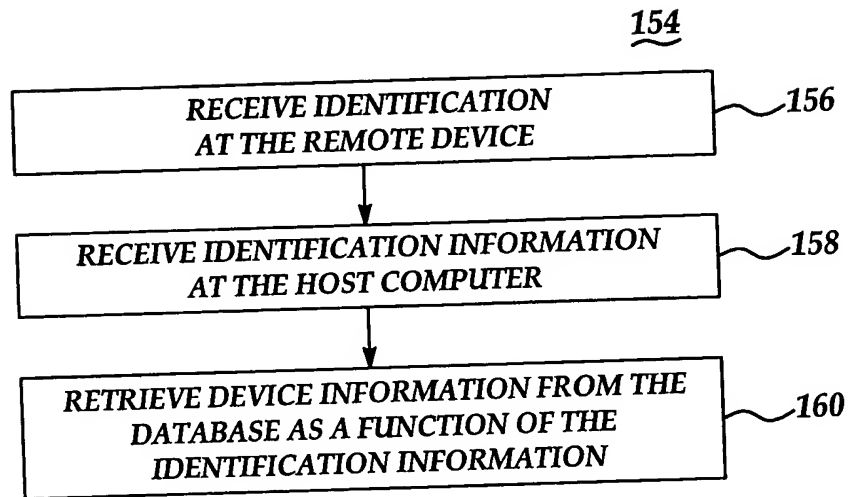 154
RECEIVE IDENTIFICATION
AT THE REMOTE DEVICE
156
RECEIVE IDENTIFICATION INFORMATION
AT THE HOST COMPUTER
158
RETRIEVE DEVICE INFORMATION FROM THE
DATABASE AS A FUNCTION OF THE
IDENTIFICATION INFORMATION
160